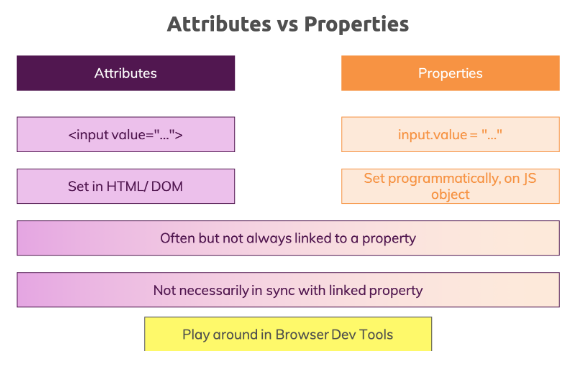 Attributes vs Properties
Attributes
Properties
<input value="...">
input.value = "..."
Set in HTML/ DOM
Set programmatically, on JS
object
Often but not always linked to a property
Not necessarily in sync with linked property
Play around in Browser Dev Tools